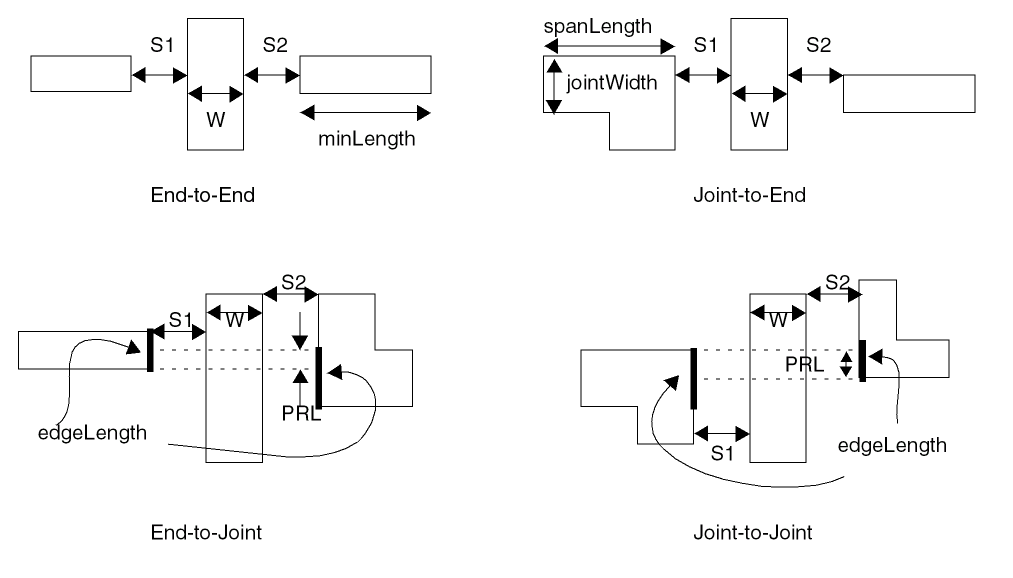 S1
S2
W
minLength
End-to-End
spanLength
S1
S2
jointWidth
W
Joint-to-End
S2
S1
W
PRL
edgeLength
End-to-Joint
S2
W
PRL
edgeLength
S1
Joint-to-Joint